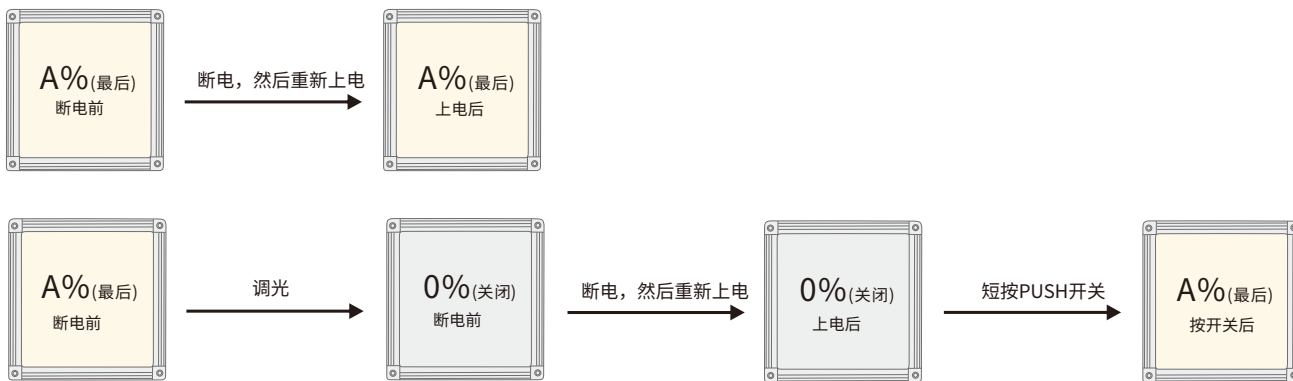 A%(最后)
断电前
断电，然后重新上电
A%(最后)
上电后
A%(最后)
断电前
调光
0%(关闭)
断电前
断电，然后重新上电
0%(关闭)
上电后
短按PUSH开关
A%(最后)
按开关后